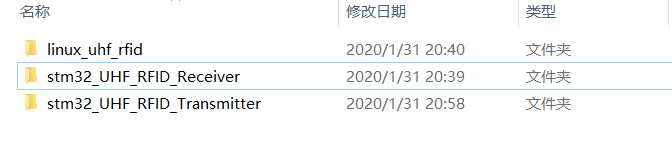 名称 修改日期 类型
linux_uhf_rfid 2020/1/31 20:40 文件夹
stm32_UHF_RFID_Receiver 2020/1/31 20:39 文件夹
stm32_UHF_RFID_Transmitter 2020/1/31 20:58 文件夹